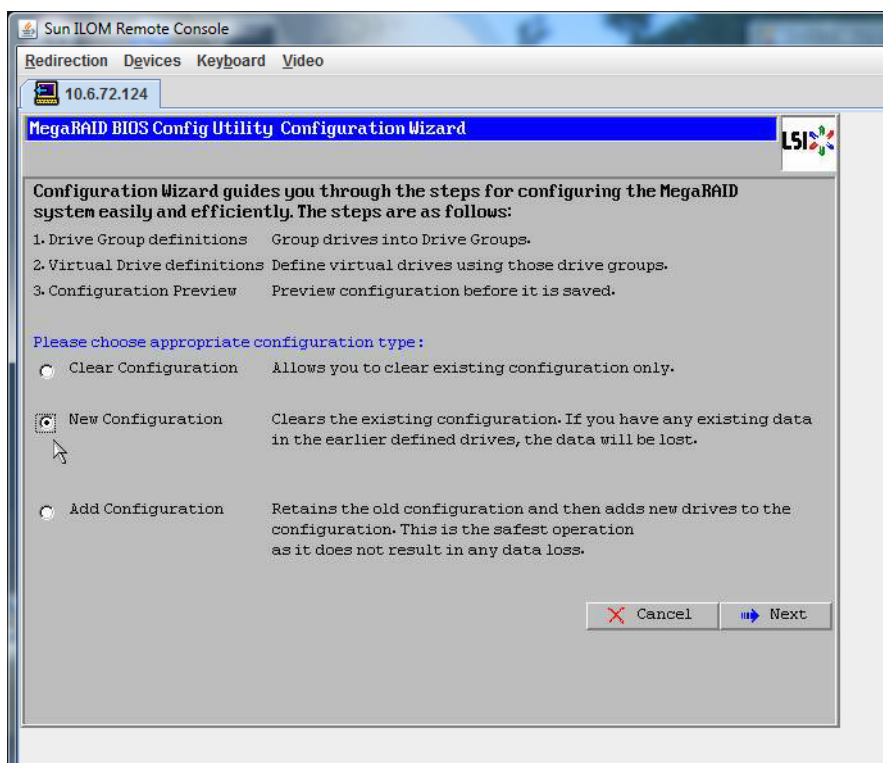 Sun ILOM Remote Console
Redirection Devices Keyboard Video
10.6.72.124
MegaRAID BIOS Config Utility Configuration Wizard
LSI
Configuration Wizard guides you through the steps for configuring the MegaRAID
system easily and efficiently. The steps are as follows:
1. Drive Group definitions Group drives into Drive Groups.
2. Virtual Drive definitions Define virtual drives using those drive groups.
3. Configuration Preview Preview configuration before it is saved.
Please choose appropriate configuration type:
Clear Configuration Allows you to clear existing configuration only.
New Configuration Clears the existing configuration. If you have any existing data
in the earlier defined drives, the data will be lost.
Add Configuration Retains the old configuration and then adds new drives to the
configuration. This is the safest operation
as it does not result in any data loss.
Cancel Next